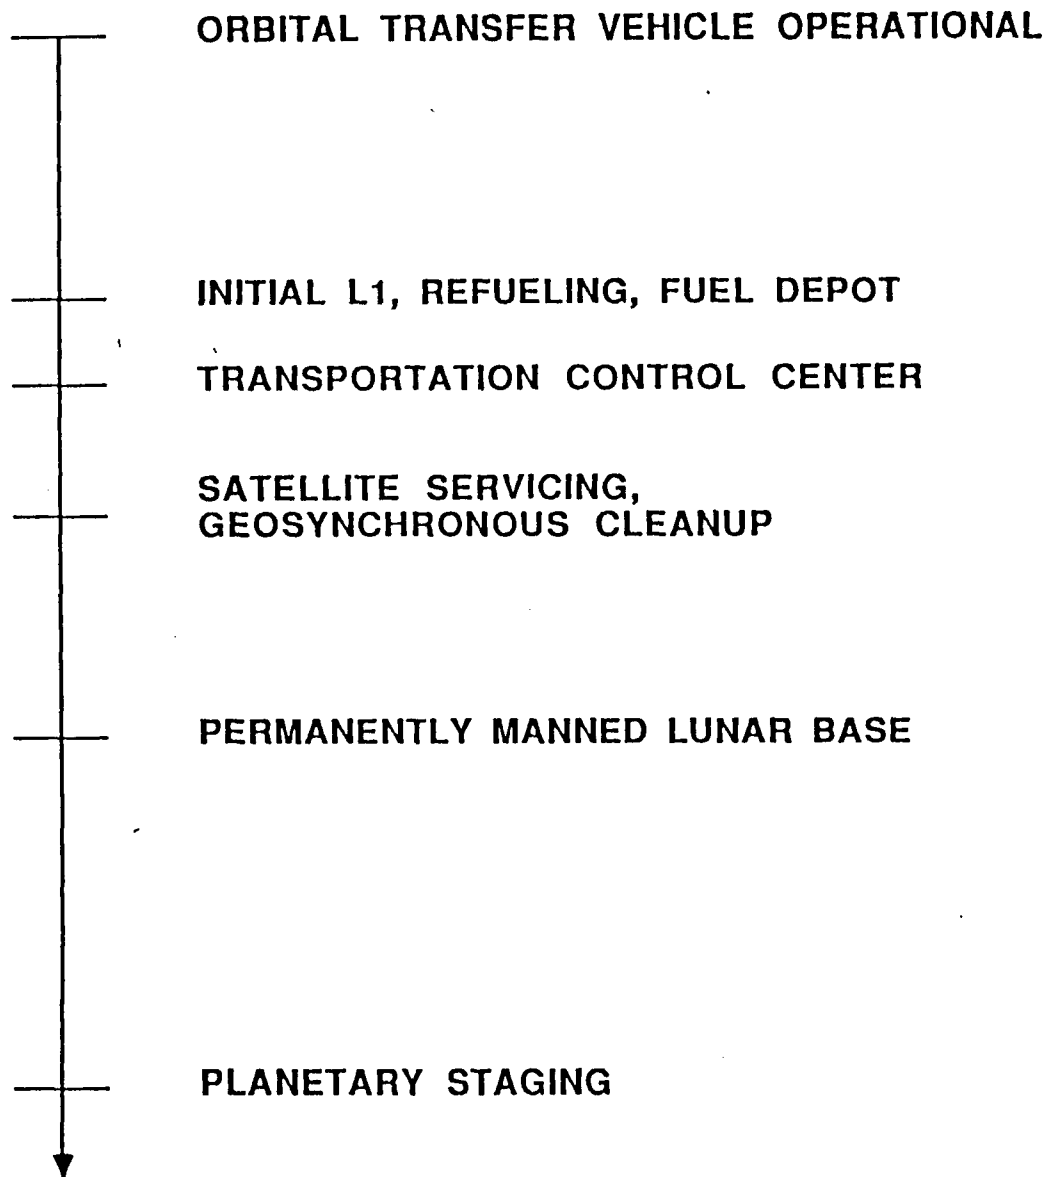 ORBITAL TRANSFER VEHICLE OPERATIONAL
INITIAL L1, REFUELING, FUEL DEPOT
TRANSPORTATION CONTROL CENTER
SATELLITE SERVICING,
GEOSYNCHRONOUS CLEANUP
PERMANENTLY MANNED LUNAR BASE
PLANETARY STAGING